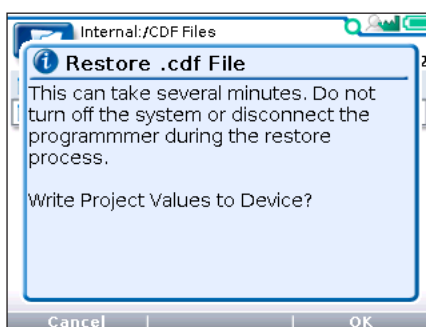 Internal:/CDF Files
Restore .cdf File
This can take several minutes. Do not
turn off the system or disconnect the
programmmer during the restore
process.
Write Project Values to Device?
Cancel
OK